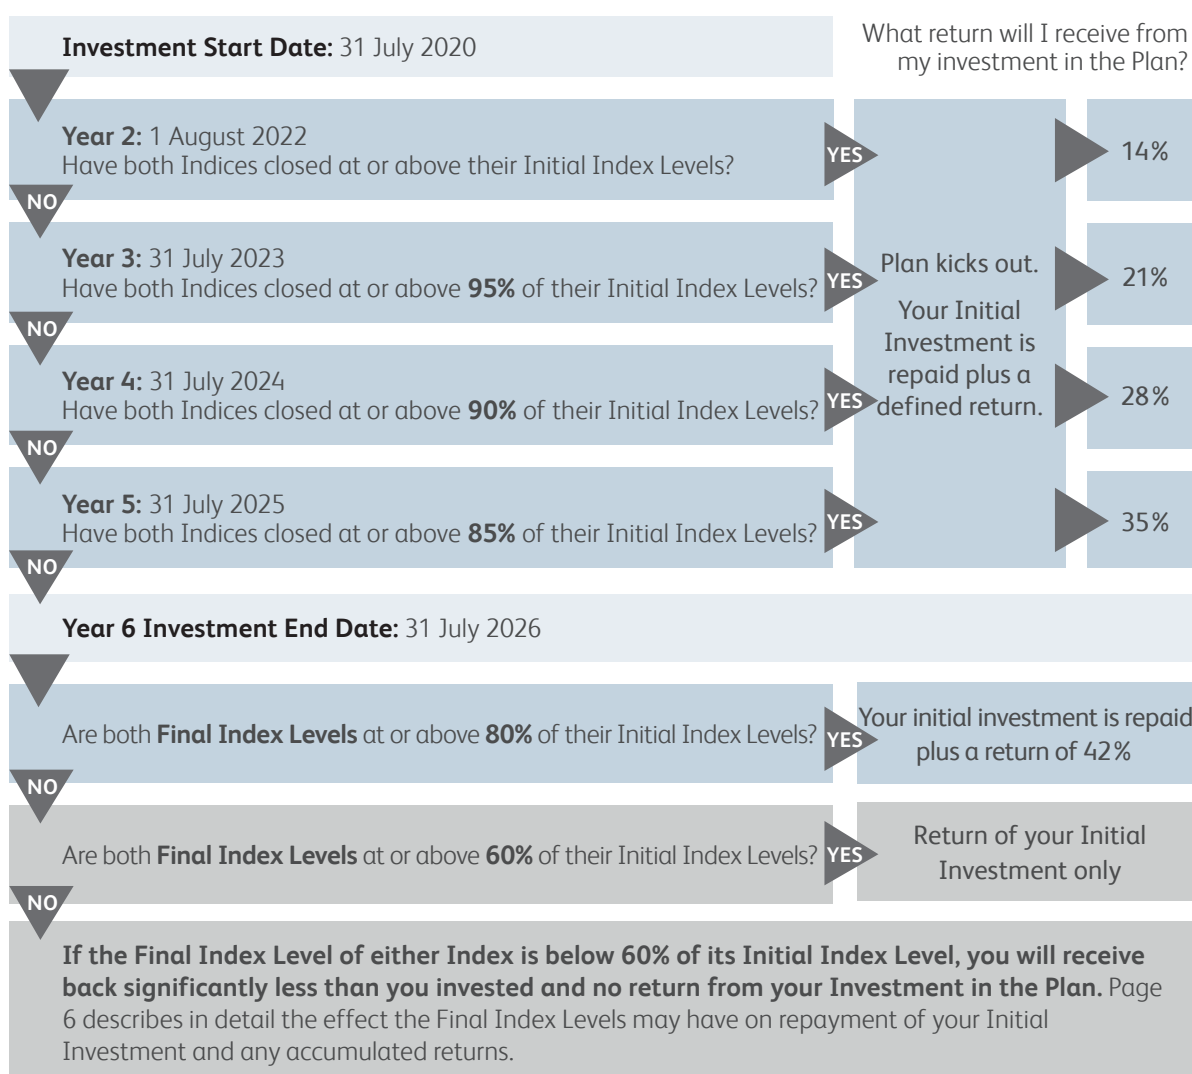 Investment Start Date: 31 July 2020
What return will I receive from
my investment in the Plan?
Year 2: 1 August 2022
Have both Indices closed at or above their Initial Index Levels?
YES
14%
NO
Year 3: 31 July 2023
Have both Indices closed at or above 95% of their Initial Index Levels?
YES
Plan kicks out.
Your Initial
Investment is
repaid plus a
defined return.
21%
NO
Year 4: 31 July 2024
Have both Indices closed at or above 90% of their Initial Index Levels?
YES
28%
NO
Year 5: 31 July 2025
Have both Indices closed at or above 85% of their Initial Index Levels?
YES
35%
NO
Year 6 Investment End Date: 31 July 2026
Are both Final Index Levels at or above 80% of their Initial Index Levels?
YES
Your initial investment is repaid
plus a return of 42%
NO
Are both Final Index Levels at or above 60% of their Initial Index Levels?
YES
Return of your Initial
Investment only
NO
If the Final Index Level of either Index is below 60% of its Initial Index Level, you will receive
back significantly less than you invested and no return from your Investment in the Plan. Page
6 describes in detail the effect the Final Index Levels may have on repayment of your Initial
Investment and any accumulated returns.